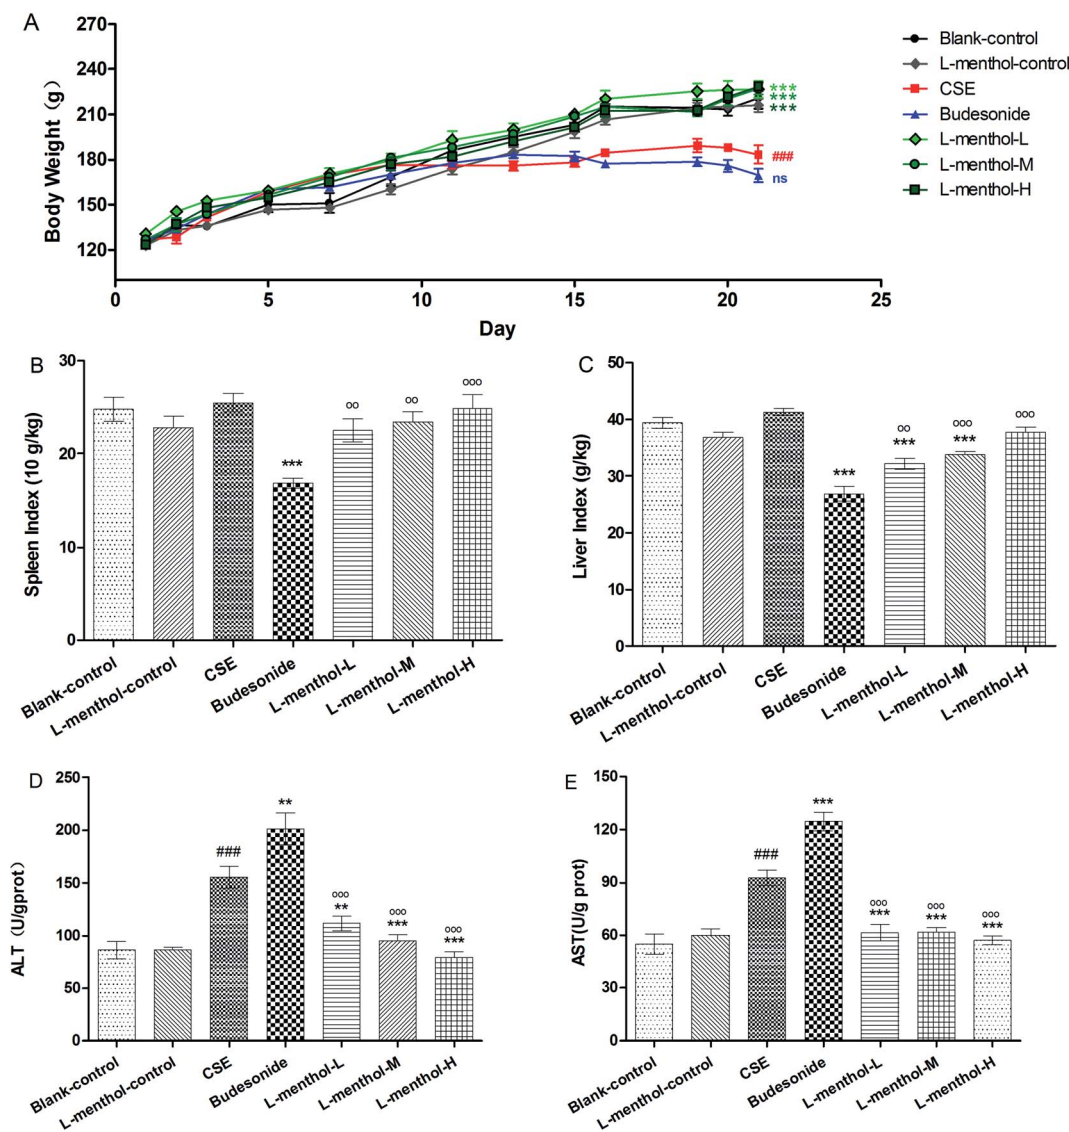 A
Body Weight (g)
270
240
210
180
150
120
0
5
10
15
20
25
Day
***
***
***
###
ns
Blank-control
L-menthol-control
CSE
Budesonide
L-menthol-L
L-menthol-M
L-menthol-H
B
Spleen Index (10 g/kg)
30
20
10
0
***
oo
oo
ooo
Blank-control
L-menthol-control
CSE
Budesonide
L-menthol-L
L-menthol-M
L-menthol-H
C
Liver Index (g/kg)
50
40
30
20
10
0
***
oo
***
ooo
***
ooo
Blank-control
L-menthol-control
CSE
Budesonide
L-menthol-L
L-menthol-M
L-menthol-H
D
ALT (U/gprot)
250
200
150
100
50
0
###
**
ooo
**
ooo
***
ooo
***
Blank-control
L-menthol-control
CSE
Budesonide
L-menthol-L
L-menthol-M
L-menthol-H
E
AST(U/g prot)
150
120
90
60
30
0
###
***
ooo
***
ooo
***
ooo
***
Blank-control
L-menthol-control
CSE
Budesonide
L-menthol-L
L-menthol-M
L-menthol-H